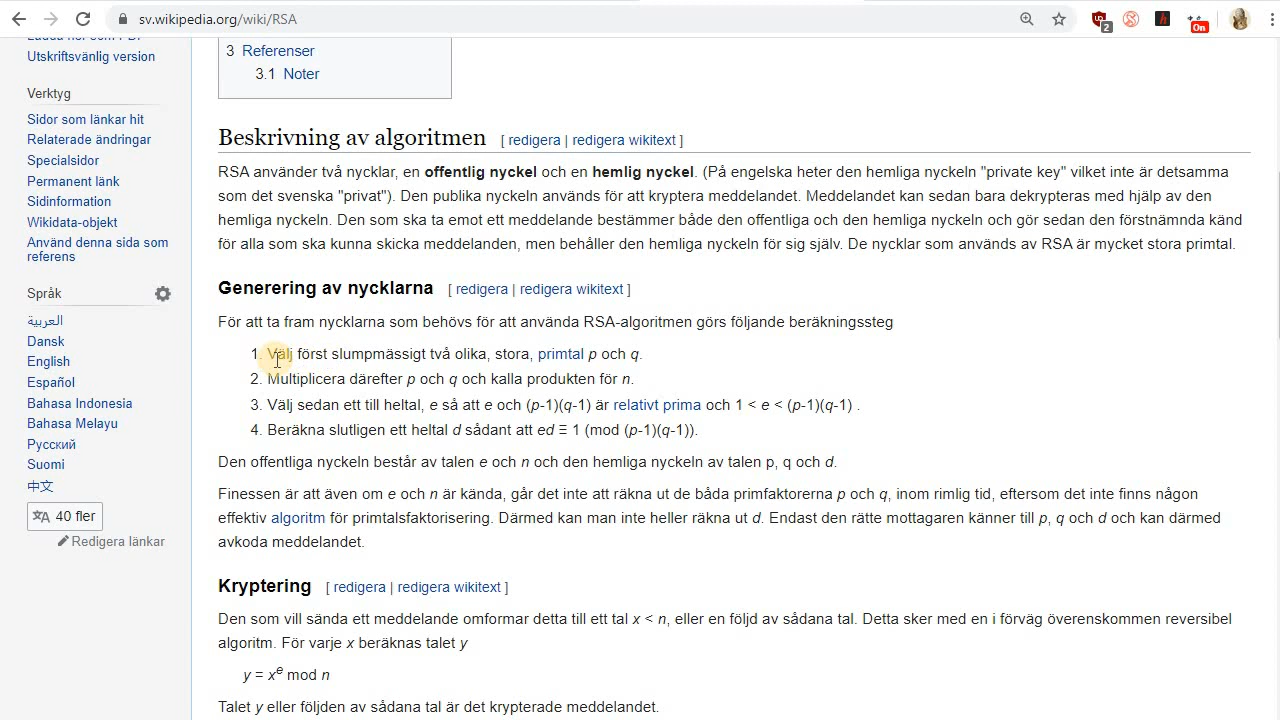 sv.wikipedia.org/wiki/RSA
2
On
Utskriftsvänlig version
Verktyg
Sidor som länkar hit
Relaterade ändringar
Specialsidor
Permanent länk
Sidinformation
Wikidata-objekt
Använd denna sida som
referens
Språk
العربية
Dansk
English
Español
Bahasa Indonesia
Bahasa Melayu
Русский
Suomi
中文
40 fler
Redigera länkar
3 Referenser
3.1 Noter
Beskrivning av algoritmen [ redigera | redigera wikitext ]
RSA använder två nycklar, en offentlig nyckel och en hemlig nyckel. (På engelska heter den hemliga nyckeln "private key" vilket inte är detsamma
som det svenska "privat"). Den publika nyckeln används för att kryptera meddelandet. Meddelandet kan sedan bara dekrypteras med hjälp av den
hemliga nyckeln. Den som ska ta emot ett meddelande bestämmer både den offentliga och den hemliga nyckeln och gör sedan den förstnämnda känd
för alla som ska kunna skicka meddelanden, men behåller den hemliga nyckeln för sig själv. De nycklar som används av RSA är mycket stora primtal.
Generering av nycklarna [ redigera | redigera wikitext ]
För att ta fram nycklarna som behövs för att använda RSA-algoritmen görs följande beräkningssteg
1. Välj först slumpmässigt två olika, stora, primtal p och q.
2. Multiplicera därefter p och q och kalla produkten för n.
3. Välj sedan ett till heltal, e så att e och (p-1)(q-1) är relativt prima och 1 < e < (p-1)(q-1) .
4. Beräkna slutligen ett heltal d sådant att ed ≡ 1 (mod (p-1)(q-1)).
Den offentliga nyckeln består av talen e och n och den hemliga nyckeln av talen p, q och d.
Finessen är att även om e och n är kända, går det inte att räkna ut de båda primfaktorerna p och q, inom rimlig tid, eftersom det inte finns någon
effektiv algoritm för primtalsfaktorisering. Därmed kan man inte heller räkna ut d. Endast den rätte mottagaren känner till p, q och d och kan därmed
avkoda meddelandet.
Kryptering [ redigera | redigera wikitext ]
Den som vill sända ett meddelande omformar detta till ett tal x < n, eller en följd av sådana tal. Detta sker med en i förväg överenskommen reversibel
algoritm. För varje x beräknas talet y
y = x^e mod n
Talet y eller följden av sådana tal är det krypterade meddelandet.